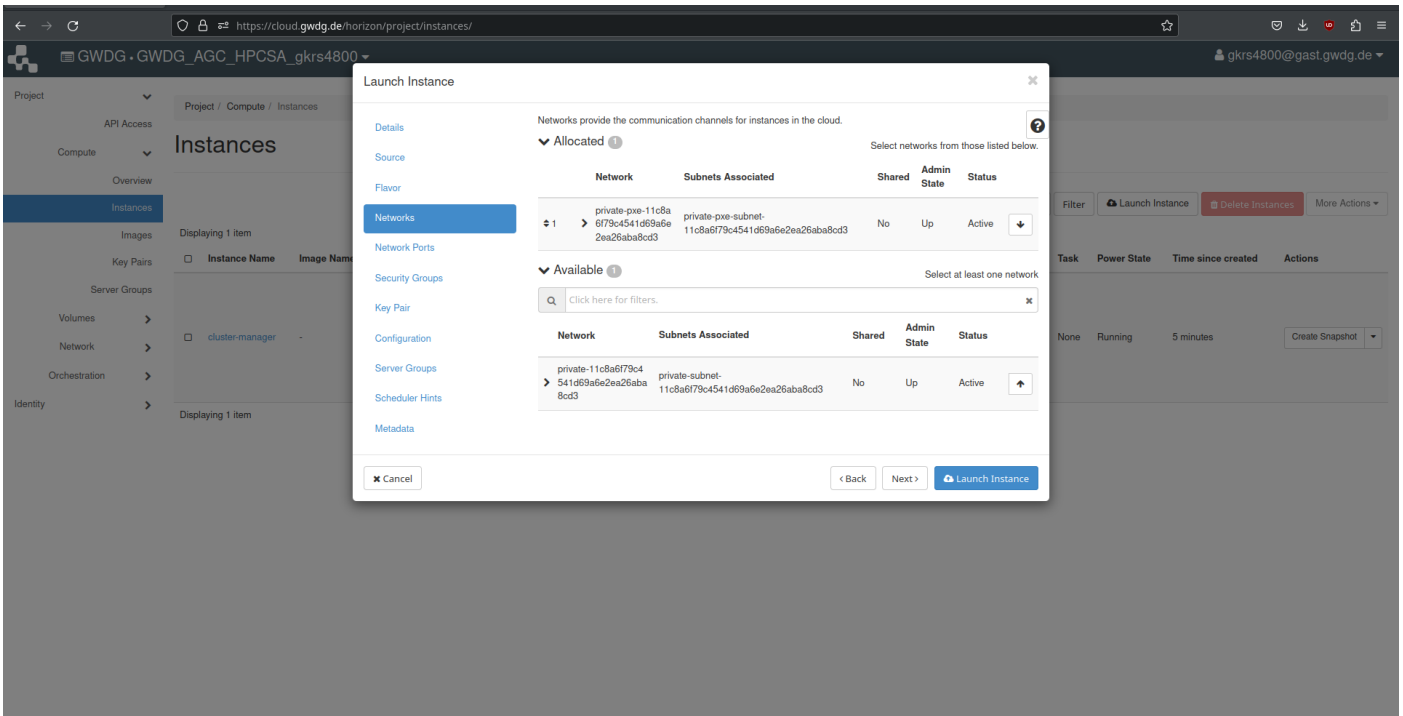 https://cloud.gwdg.de/horizon/project/instances/
GWDG • GWDG_AGC_HPCSA_gkrs4800
gkrs4800@gast.gwdg.de
Project
API Access
Compute
Overview
Instances
Images
Key Pairs
Server Groups
Volumes
Network
Orchestration
Identity
Project / Compute / Instances
Instances
Filter
Launch Instance
Delete Instances
More Actions
Displaying 1 item
Instance Name Image Name
Task Power State Time since created Actions
cluster-manager -
None Running 5 minutes Create Snapshot
Displaying 1 item
Launch Instance
Details
Source
Flavor
Networks
Network Ports
Security Groups
Key Pair
Configuration
Server Groups
Scheduler Hints
Metadata
Networks provide the communication channels for instances in the cloud.
Allocated 1
Select networks from those listed below.
Network Subnets Associated Shared Admin State Status
1
private-pxe-11c8a
6f79c4541d69a6e
2ea26aba8cd3
private-pxe-subnet-
11c8a6f79c4541d69a6e2ea26aba8cd3
No Up Active
Available 1
Select at least one network
Click here for filters.
Network Subnets Associated Shared Admin State Status
private-11c8a6f79c4
541d69a6e2ea26aba
8cd3
private-subnet-
11c8a6f79c4541d69a6e2ea26aba8cd3
No Up Active
Cancel
Back
Next
Launch Instance